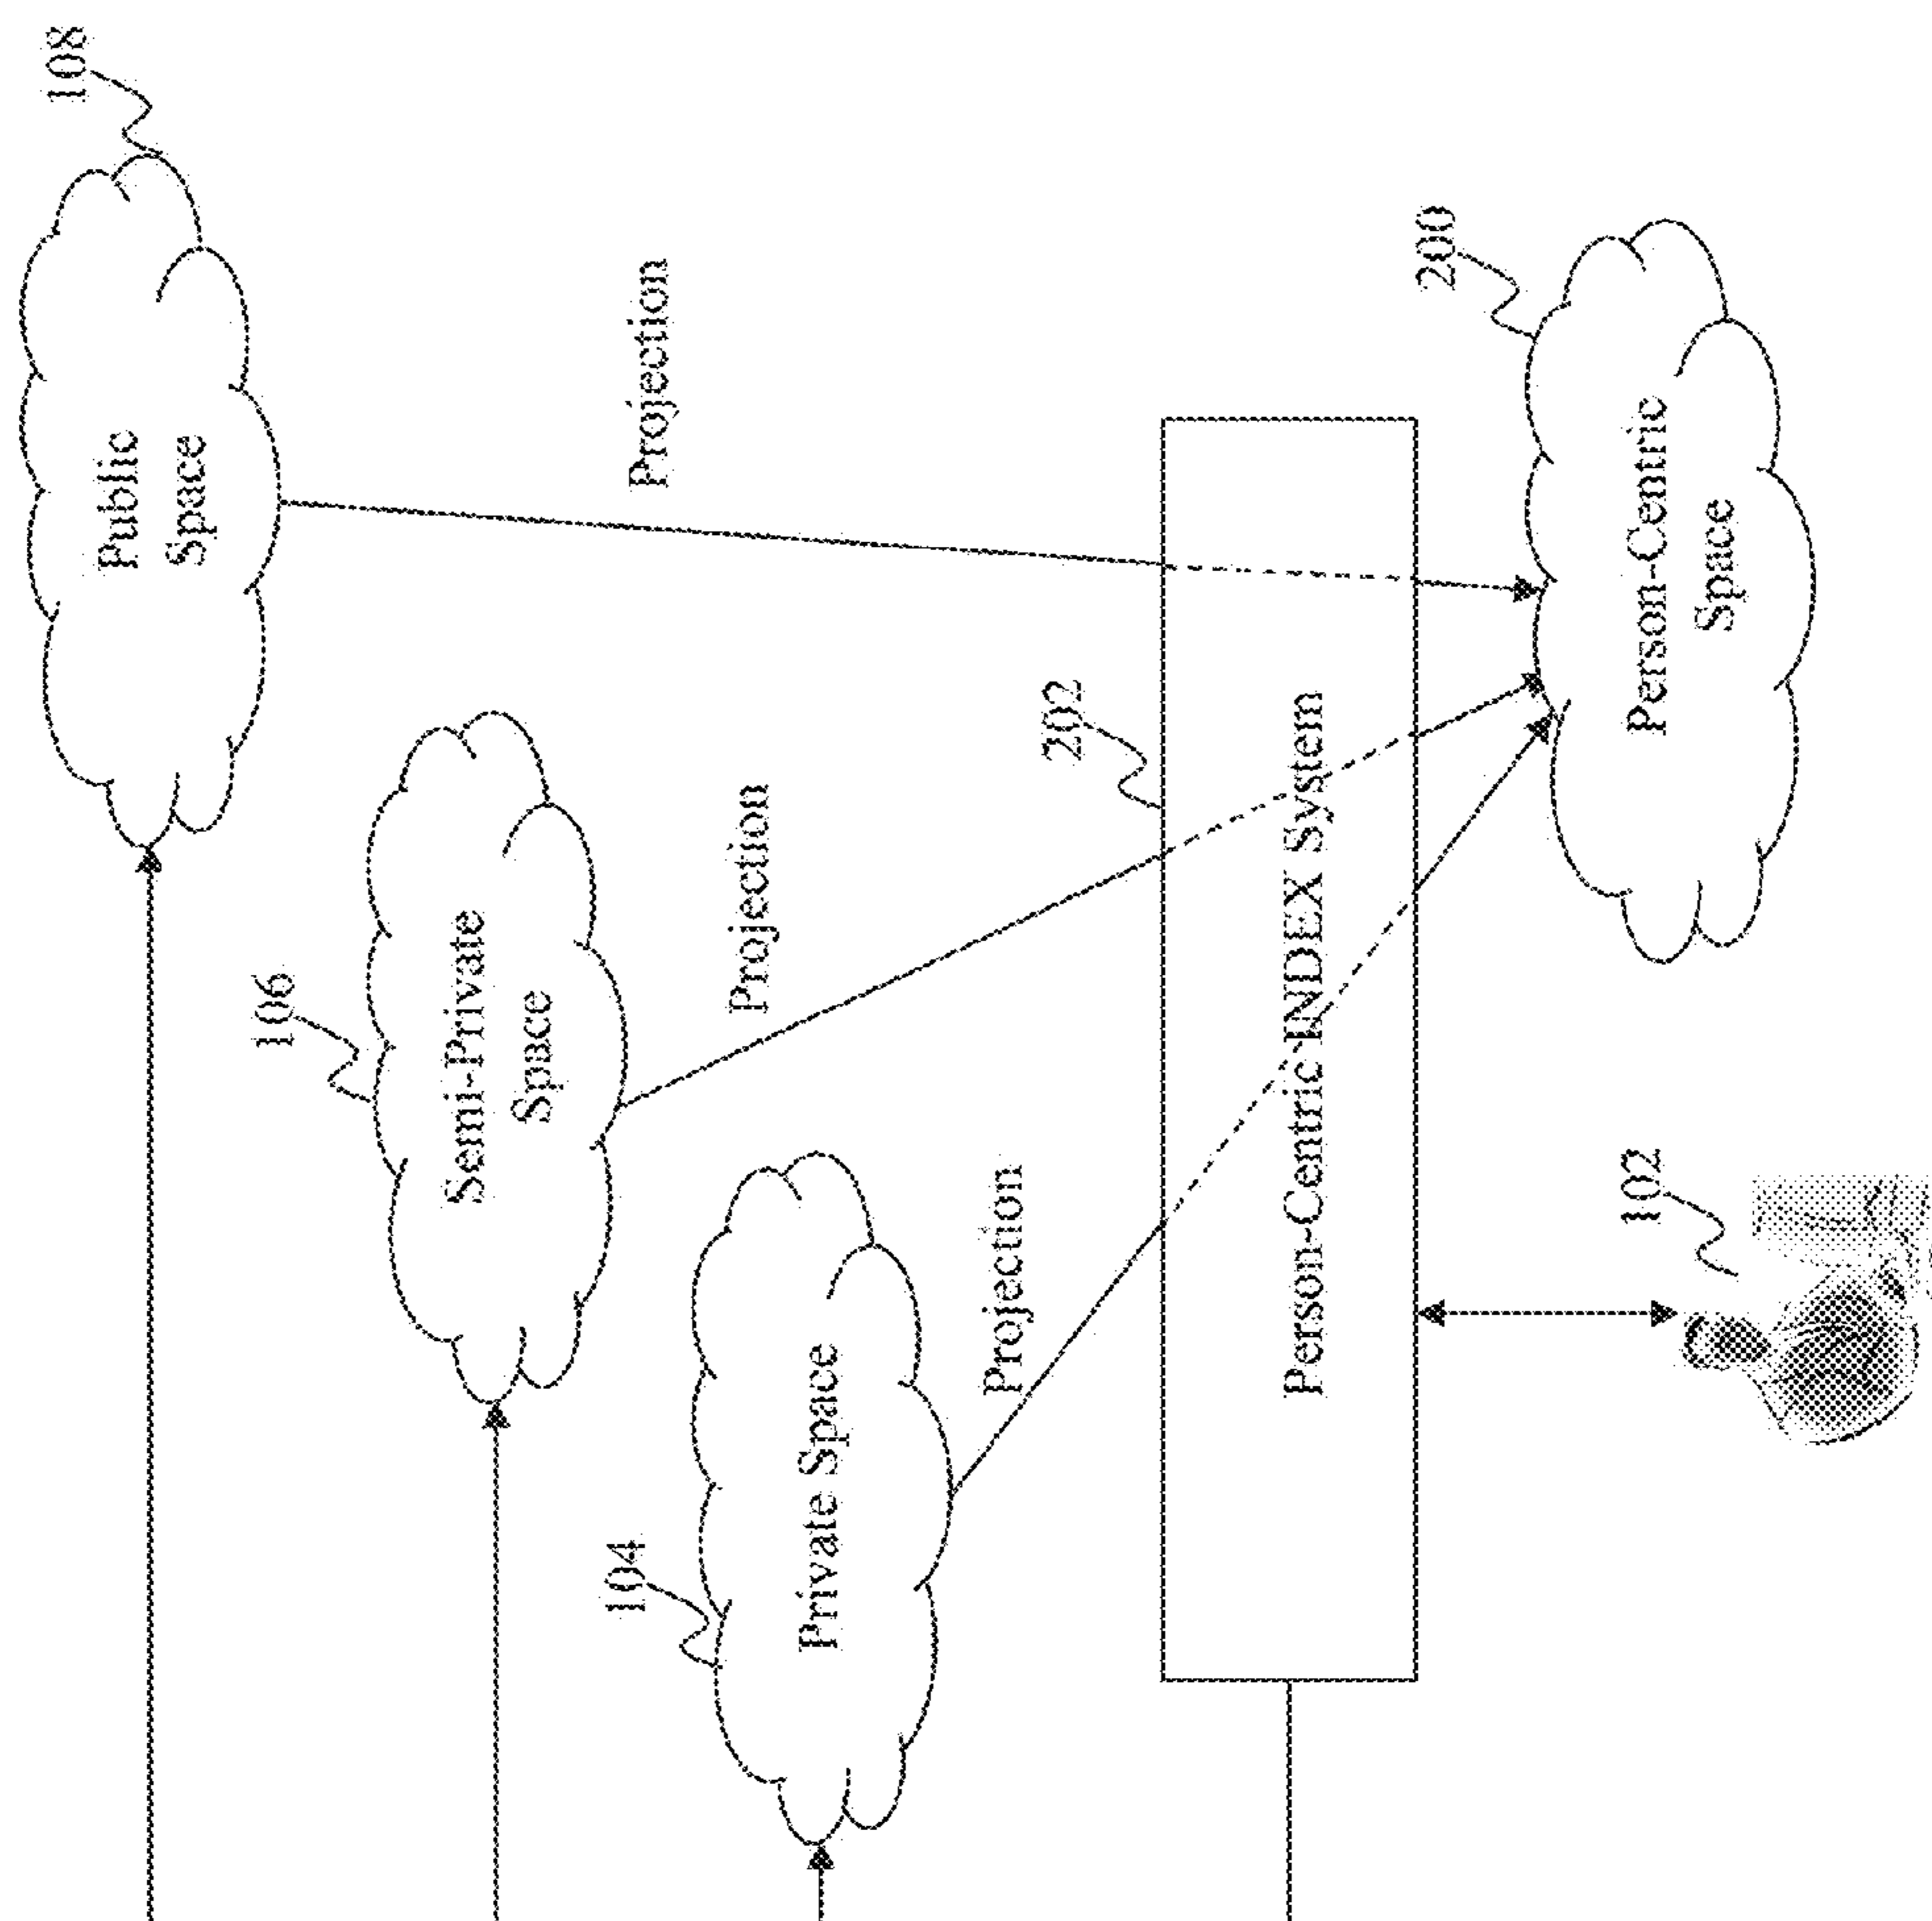 108
Public
Space
Projection
106
Semi-Private
Space
Projection
104
Private Space
Projection
202
Person-Centric INDEX System
200
Person-Centric
Space
102